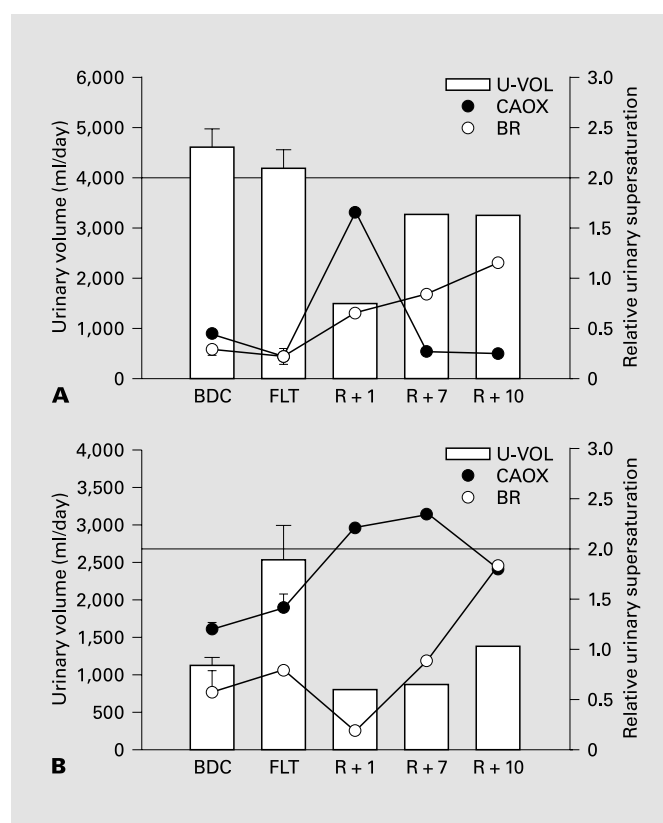 6,000
5,000
4,000
3,000
2,000
1,000
0
Urinary volume (ml/day)
U-VOL
CAOX
BR
3.0
2.5
2.0
1.5
1.0
0.5
0
Relative urinary supersaturation
A
BDC FLT R + 1 R + 7 R + 10
4,000
3,500
3,000
2,500
2,000
1,500
1,000
500
0
Urinary volume (ml/day)
U-VOL
CAOX
BR
3.0
2.5
2.0
1.5
1.0
0.5
0
Relative urinary supersaturation
B
BDC FLT R + 1 R + 7 R + 10